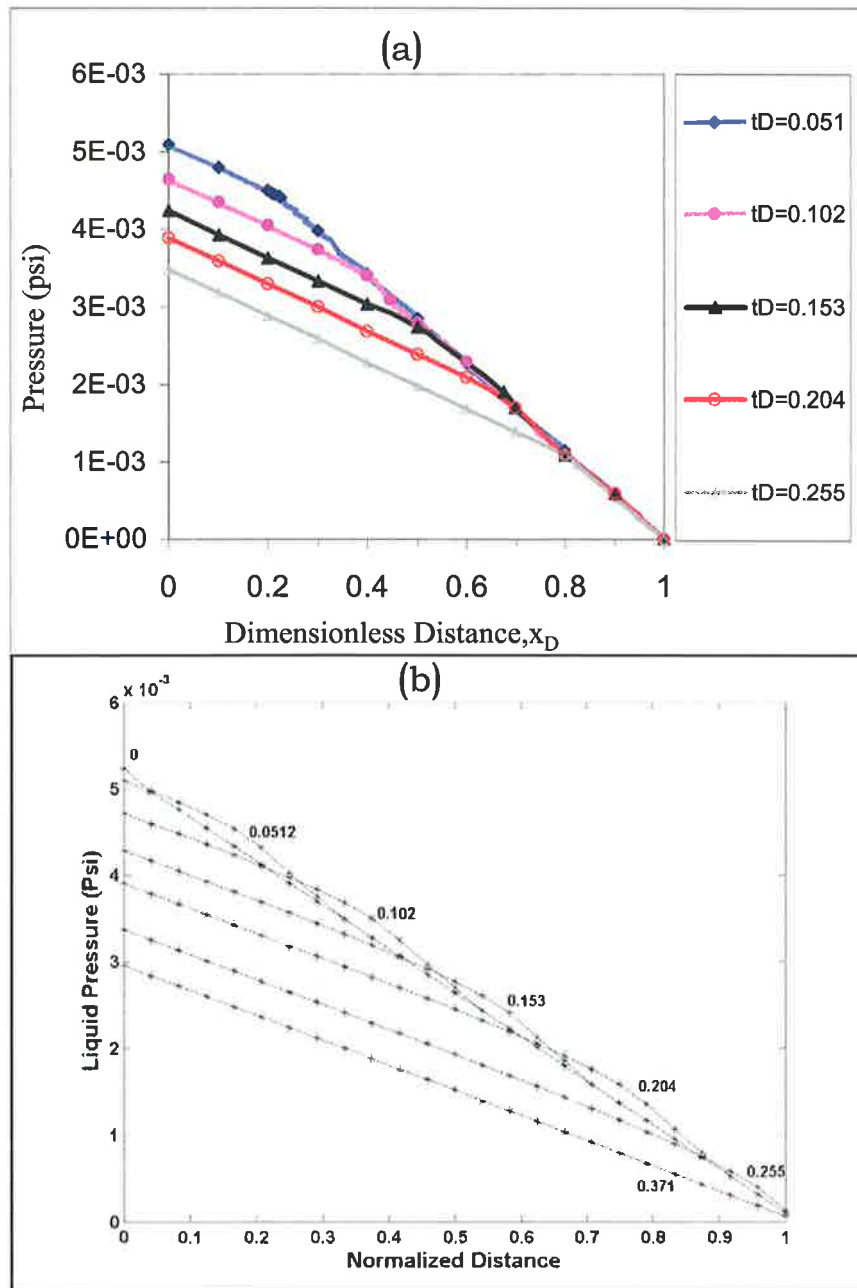 (a)
Pressure (psi)
6E-03
5E-03
4E-03
3E-03
2E-03
1E-03
0E+00
0 0.2 0.4 0.6 0.8 1
Dimensionless Distance,xD
tD=0.051
tD=0.102
tD=0.153
tD=0.204
tD=0.255
(b)
x 10-3
Liquid Pressure (Psi)
6
5
4
3
2
1
0
0
0.0512
0.102
0.153
0.204
0.255
0.371
0 0.1 0.2 0.3 0.4 0.5 0.6 0.7 0.8 0.9 1
Normalized Distance